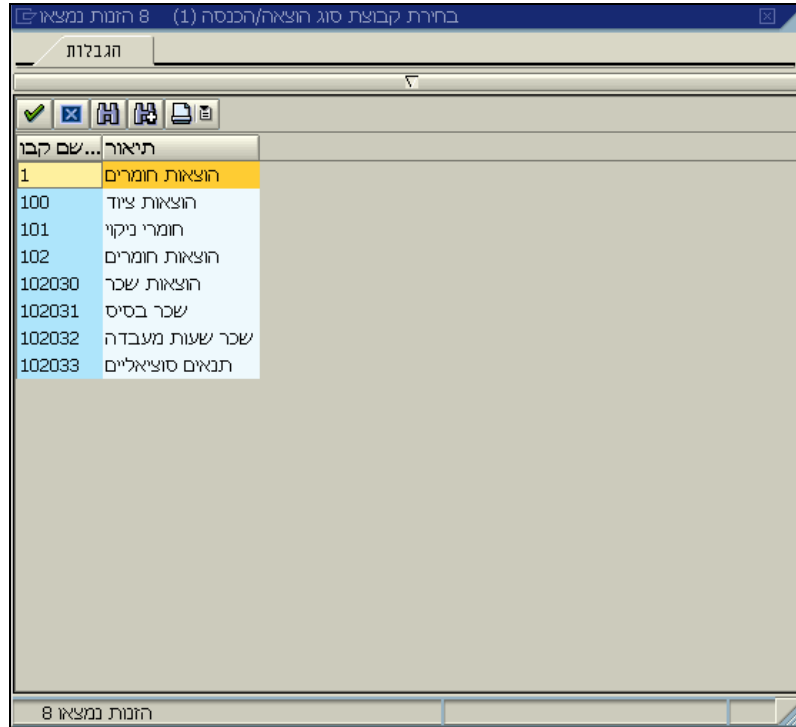 בחירת קבוצת סוג הוצאה/הכנסה (1) 8 הזנות נמצאו
הגבלות
שם קבו... תיאור
1 הוצאות חומרים
100 הוצאות ציוד
101 חומרי ניקוי
102 הוצאות חומרים
102030 הוצאות שכר
102031 שכר בסיס
102032 שכר שעות מעבדה
102033 תנאים סוציאליים
8 הזנות נמצאו